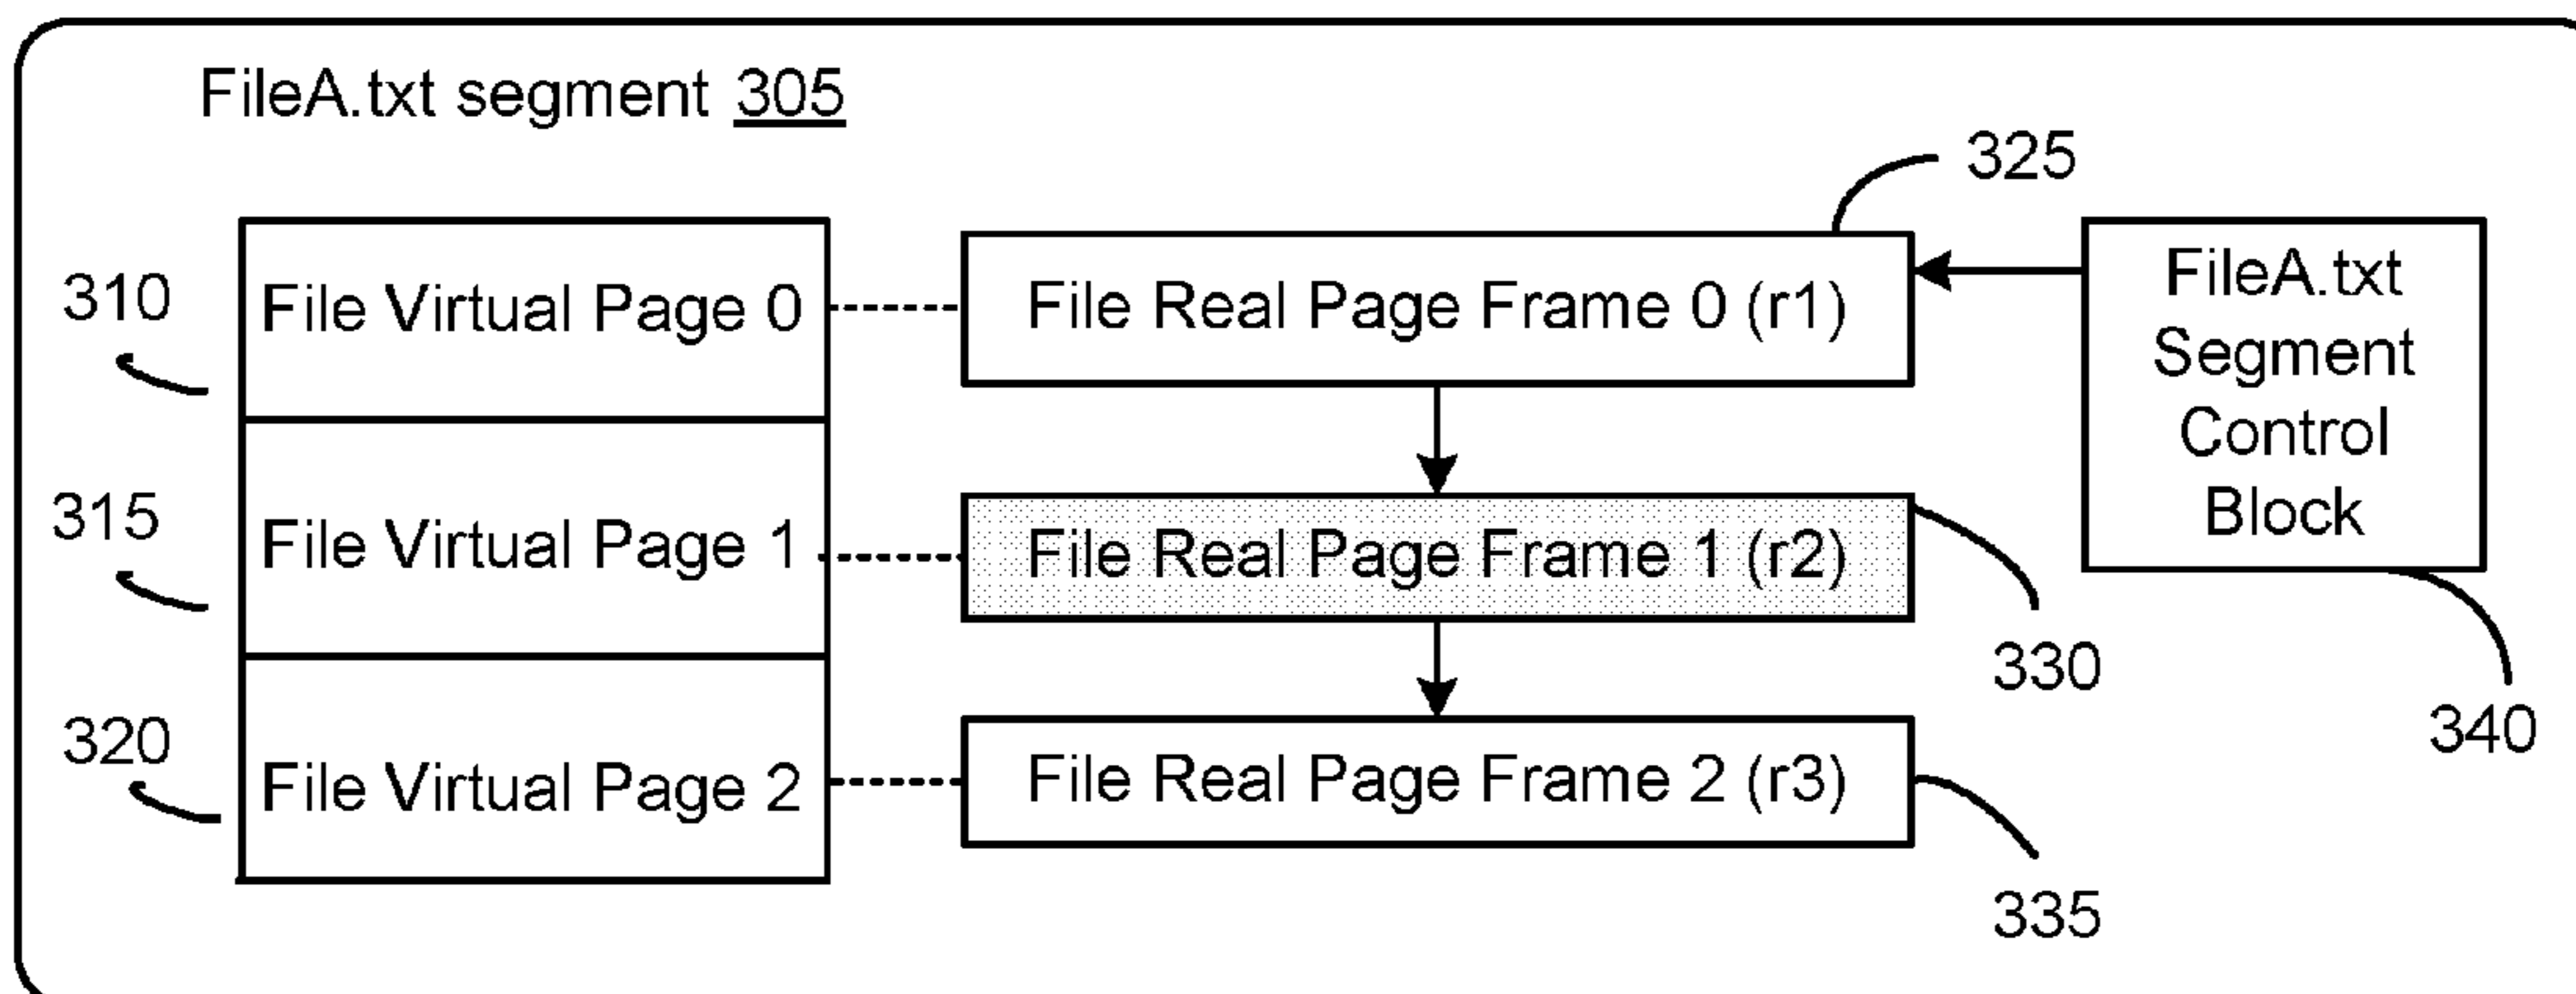 FileA.txt segment 305
325
310
File Virtual Page 0
File Real Page Frame 0 (r1)
FileA.txt
Segment
Control
Block
315
File Virtual Page 1
File Real Page Frame 1 (r2)
330
320
File Virtual Page 2
File Real Page Frame 2 (r3)
340
335